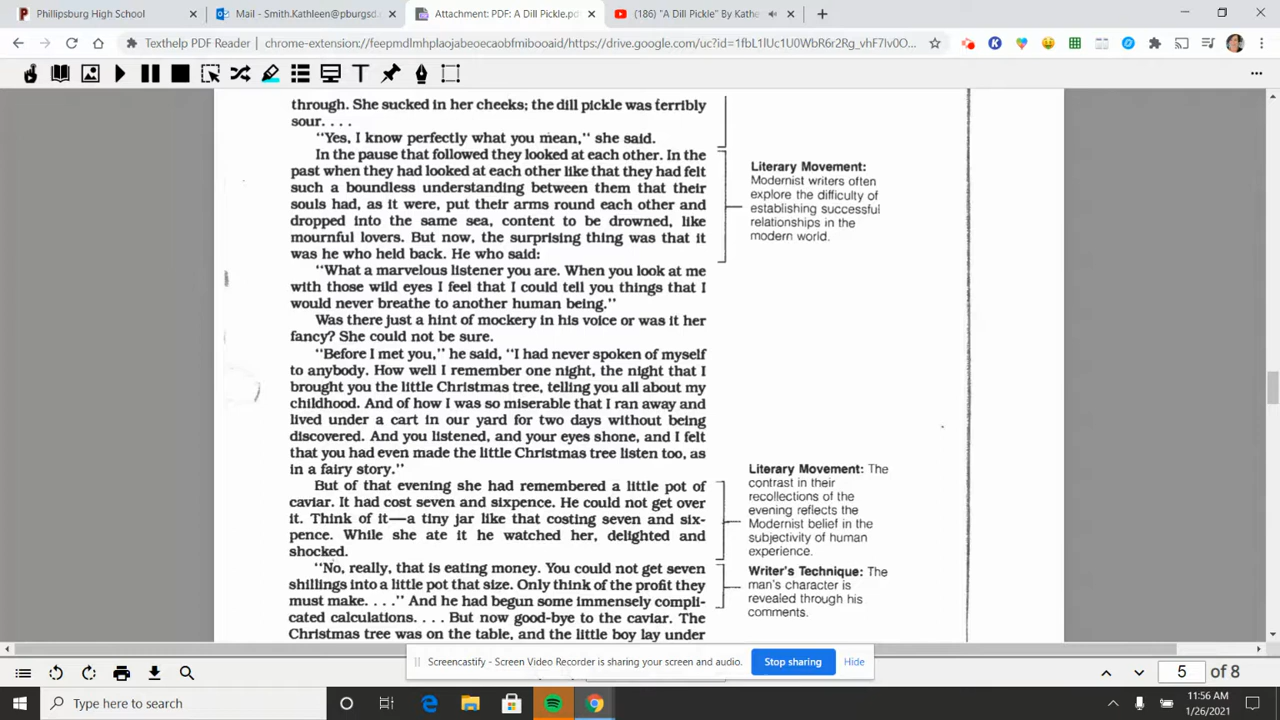 Phillipsburg High School
Mail - Smith.Kathleen@pburgsd.
Attachment: PDF: A Dill Pickle.pd
(186) "A Dill Pickle" By Kathe
Texthelp PDF Reader
chrome-extension://feepnmdlmhplaojabeoecaobfmibooaid/https://drive.google.com/uc?id=1fbL1lUc1U0WbR6r2Rg_vhF7Iv0U...
through. She sucked in her cheeks; the dill pickle was terribly
sour. . . .
"Yes, I know perfectly what you mean," she said.
In the pause that followed they looked at each other. In the
past when they had looked at each other like that they had felt
such a boundless understanding between them that their
souls had, as it were, put their arms round each other and
dropped into the same sea, content to be drowned, like
mournful lovers. But now, the surprising thing was that it
was he who held back. He who said:
"What a marvelous listener you are. When you look at me
with those wild eyes I feel that I could tell you things that I
would never breathe to another human being."
Was there just a hint of mockery in his voice or was it her
fancy? She could not be sure.
"Before I met you," he said, "I had never spoken of myself
to anybody. How well I remember one night, the night that I
brought you the little Christmas tree, telling you all about my
childhood. And of how I was so miserable that I ran away and
lived under a cart in our yard for two days without being
discovered. And you listened, and your eyes shone, and I felt
that you had even made the little Christmas tree listen too, as
in a fairy story."
But of that evening she had remembered a little pot of
caviar. It had cost seven and sixpence. He could not get over
it. Think of it—a tiny jar like that costing seven and six-
pence. While she ate it he watched her, delighted and
shocked.
"No, really, that is eating money. You could not get seven
shillings into a little pot that size. Only think of the profit they
must make. . . ." And he had begun some immensely compli-
cated calculations. . . . But now good-bye to the caviar. The
Christmas tree was on the table, and the little boy lay under
Literary Movement:
Modernist writers often
explore the difficulty of
establishing successful
relationships in the
modern world.
Literary Movement: The
contrast in their
recollections of the
evening reflects the
Modernist belief in the
subjectivity of human
experience.
Writer's Technique: The
man's character is
revealed through his
comments.
Screencastify - Screen Video Recorder is sharing your screen and audio.
Stop sharing
Hide
5 of 8
Type here to search
11:56 AM
1/26/2021